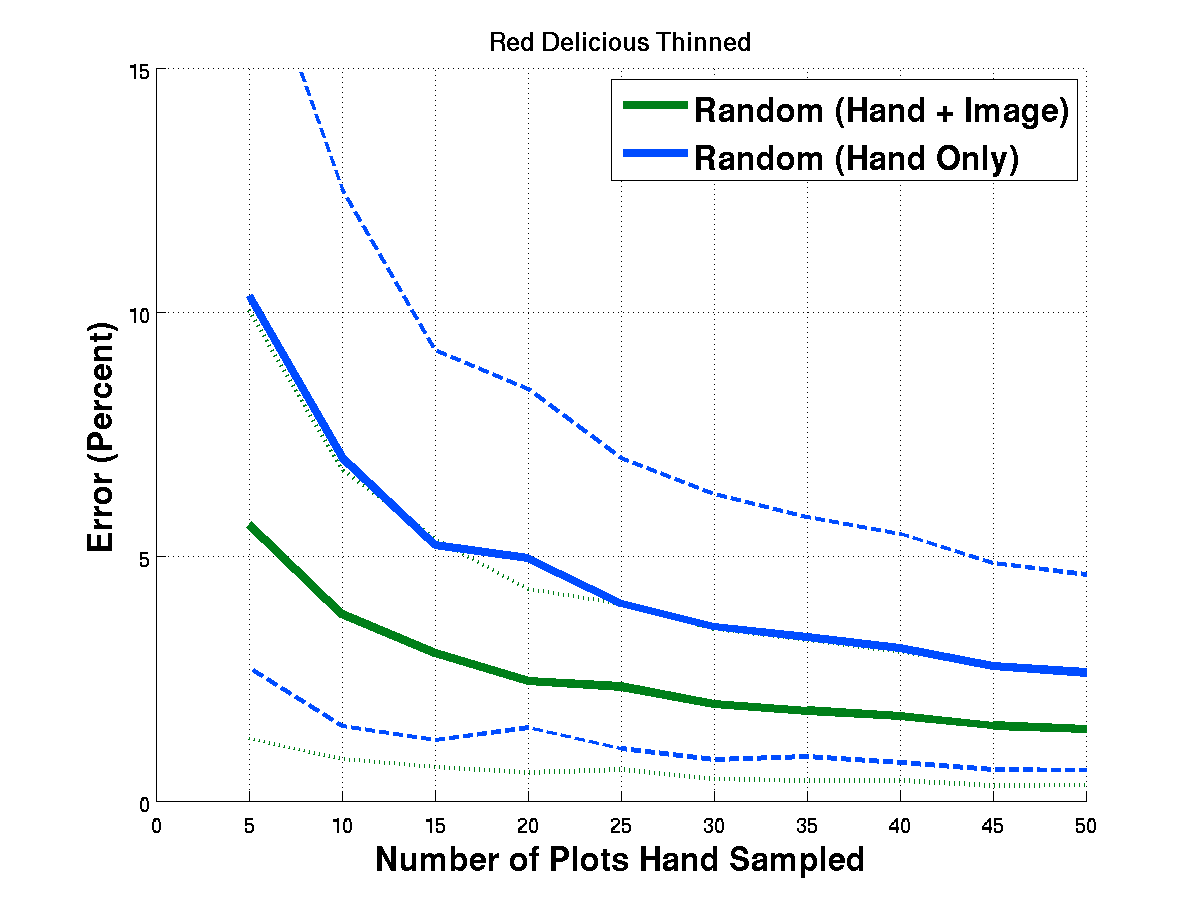 Red Delicious Thinned
Random (Hand + Image)
Random (Hand Only)
Error (Percent)
15
10
5
0
0 5 10 15 20 25 30 35 40 45 50
Number of Plots Hand Sampled